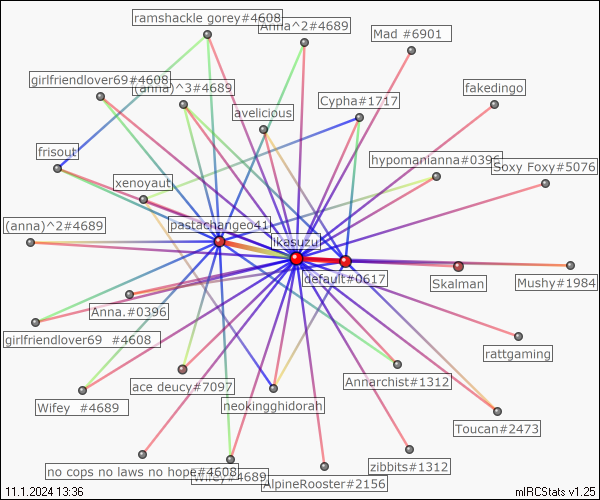 ramshackle gorey#4608
Anna^2#4689
Mad #6901
girlfriendlover69#4608
(anna)^3#4689
fakedingo
avelicious
Cypha#1717
frisout
hypomanianna#0396
Soxy Foxy#5076
xenoyaut
(anna)^2#4689
pastachangeo41
ikasuzu
default#0617
Skalman
Mushy#1984
Anna.#0396
girlfriendlover69 #4608
rattgaming
ace deucy#7097
Annarchist#1312
Wifey #4689
neokingghidorah
Toucan#2473
no cops no laws no hope#4608
Wifey#4689
zibbits#1312
AlpineRooster#2156
11.1.2024 13:36
mIRCStats v1.25